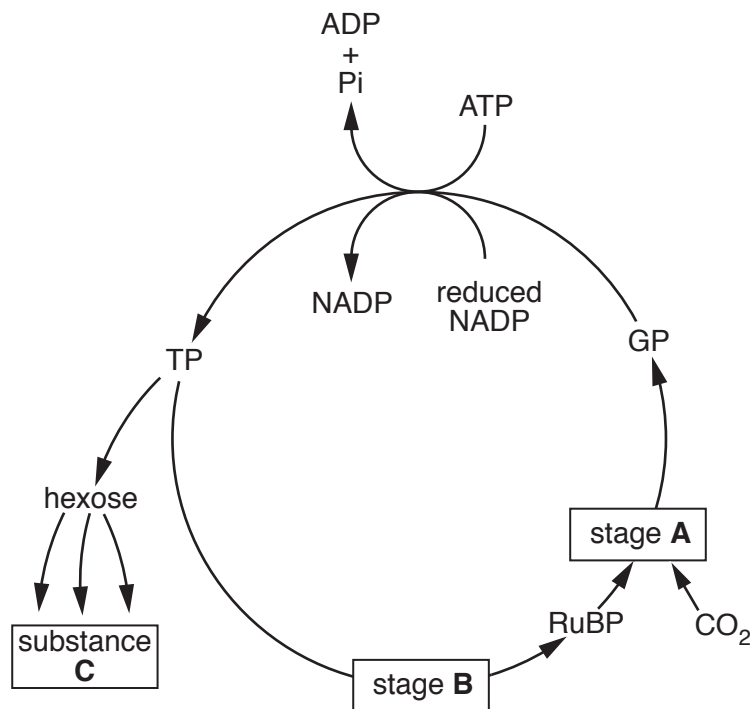 ADP
+
Pi
ATP
NADP
reduced
NADP
GP
TP
hexose
stage A
substance
C
RuBP
CO₂
stage B